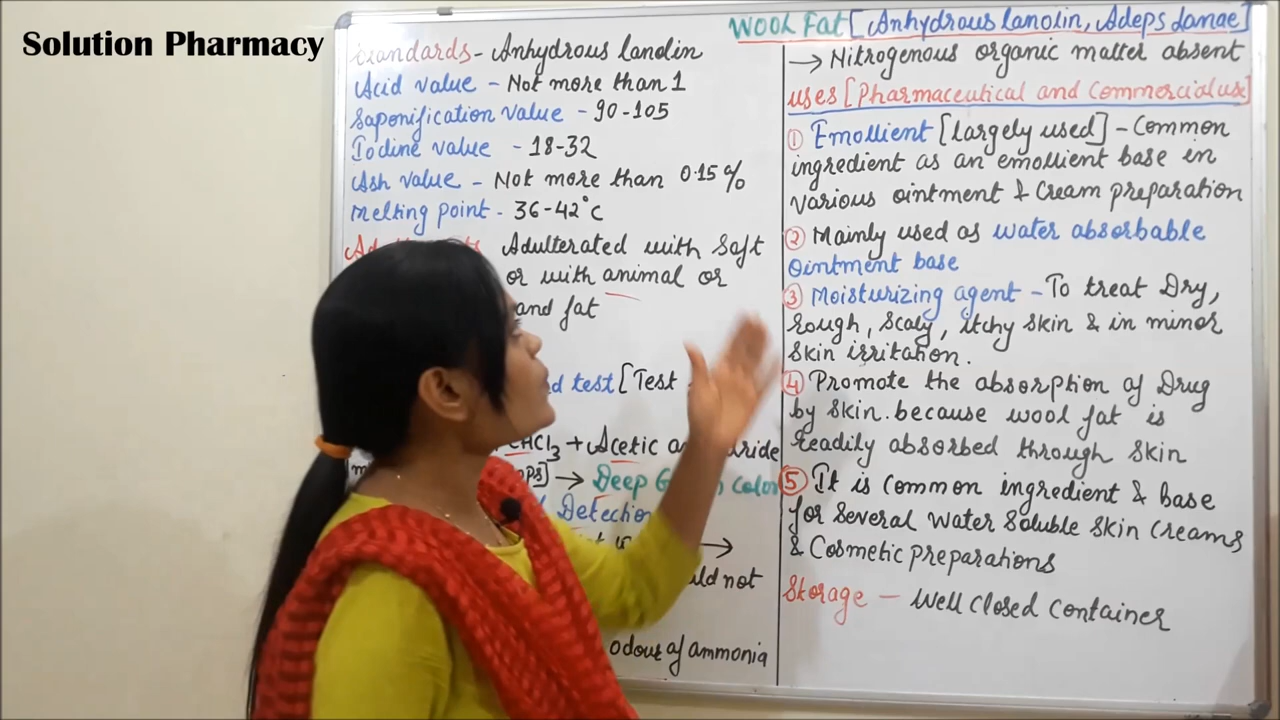 Solution Pharmacy
Wool Fat [Anhydrous lanolin, Adeps Lanae]
Standards - Anhydrous lanolin
Acid value - Not more than 1
Saponification value - 90-105
Iodine value - 18-32
Ash value - Not more than 0.15%
Melting point - 36-42°C
Adulterated with Soft
or with animal or
and fat
test [Test
CHCl3 + Acetic
→ Deep color
Detection
→
not
odour of ammonia
→ Nitrogenous organic matter absent
uses [Pharmaceutical and Commercial use]
① Emollient [largely used] - Common
ingredient as an emollient base in
various ointment & Cream preparation
② Mainly used as water absorbable
Ointment base
③ Moisturizing agent - To treat Dry,
Rough, Scaly, itchy Skin & in minor
Skin irritation.
④ Promote the absorption of Drug
by Skin. because wool fat is
readily absorbed through Skin
⑤ It is common ingredient & base
for Several Water Soluble Skin Creams
& Cosmetic preparations
Storage - Well Closed Container